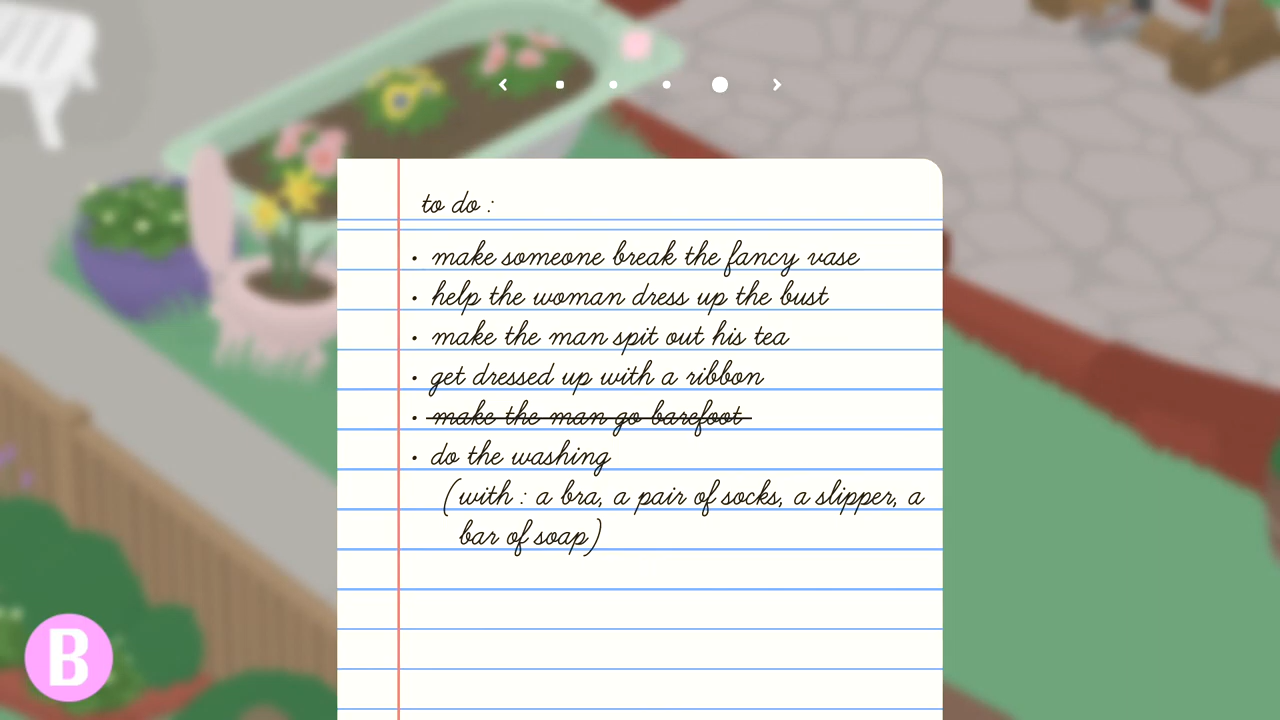 to do :
• make someone break the fancy vase
• help the woman dress up the bust
• make the man spit out his tea
• get dressed up with a ribbon
• make the man go barefoot
• do the washing
(with : a bra, a pair of socks, a slipper, a
bar of soap)
B